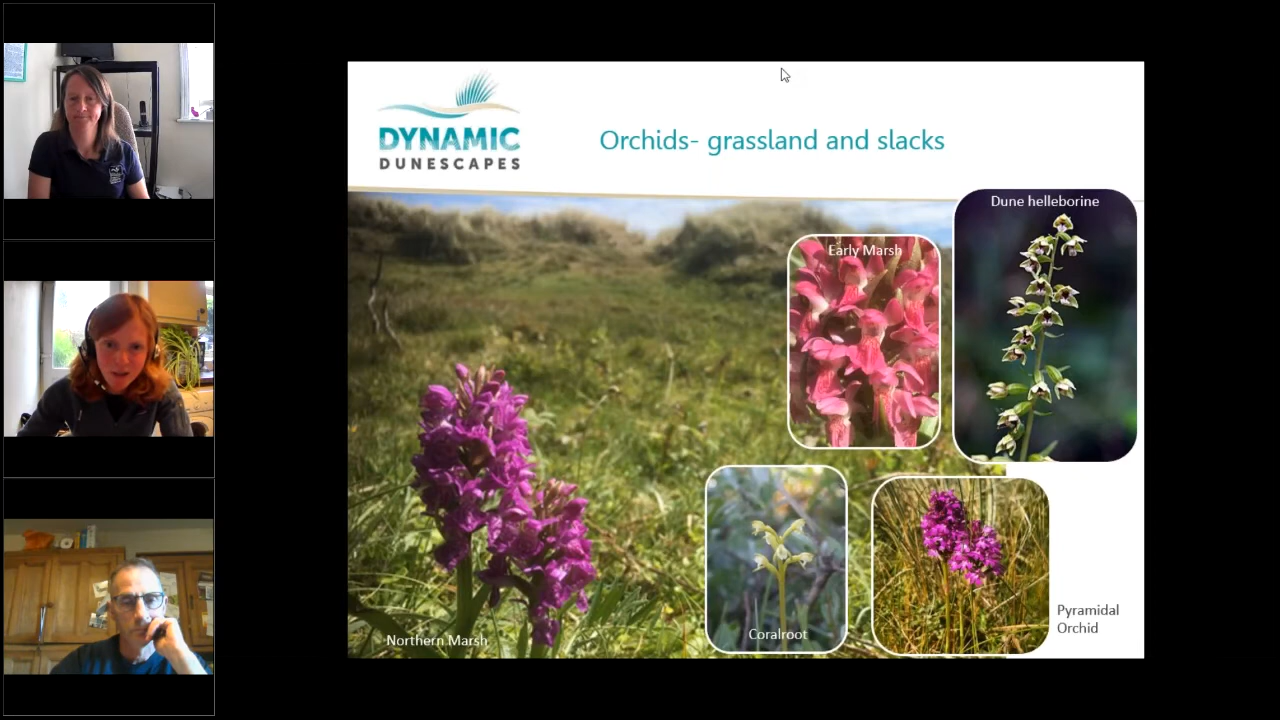 DYNAMIC
DUNESCAPES
Orchids- grassland and slacks
Dune helleborine
Early Marsh
Northern Marsh
Coralroot
Pyramidal
Orchid